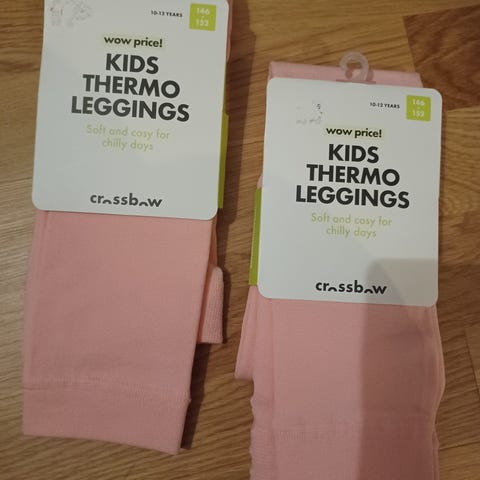 10-12 YEARS
146
152
wow price!
KIDS
THERMO
LEGGINGS
Soft and cosy for
chilly days
crossbow
10-12 YEARS
146
152
wow price!
KIDS
THERMO
LEGGINGS
Soft and cosy for
chilly days
crossbow